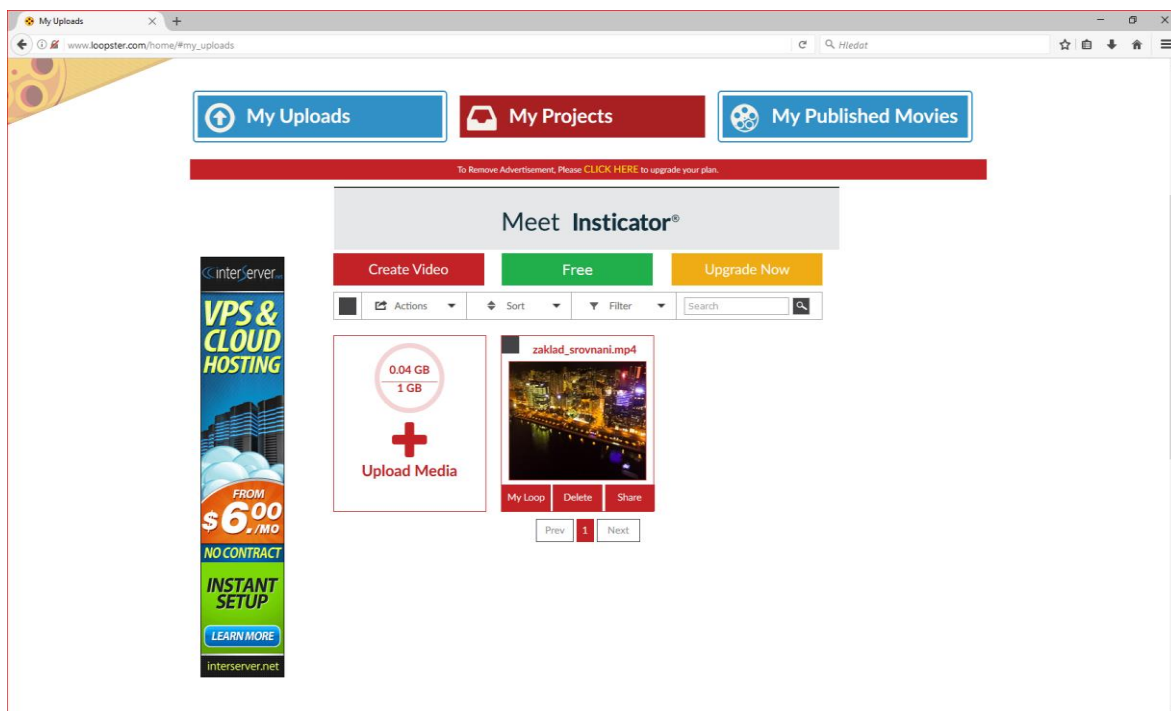 My Uploads
www.loopster.com/home/#my_uploads
Hledat
My Uploads
My Projects
My Published Movies
To Remove Advertisement, Please CLICK HERE to upgrade your plan.
Meet Insticator®
interserver.net
VPS &
CLOUD
HOSTING
FROM
$6.00
/MO
NO CONTRACT
INSTANT
SETUP
LEARN MORE
interserver.net
Create Video
Free
Upgrade Now
Actions
Sort
Filter
Search
0.04 GB
1 GB
Upload Media
zaklad_srovnani.mp4
My Loop
Delete
Share
Prev
1
Next